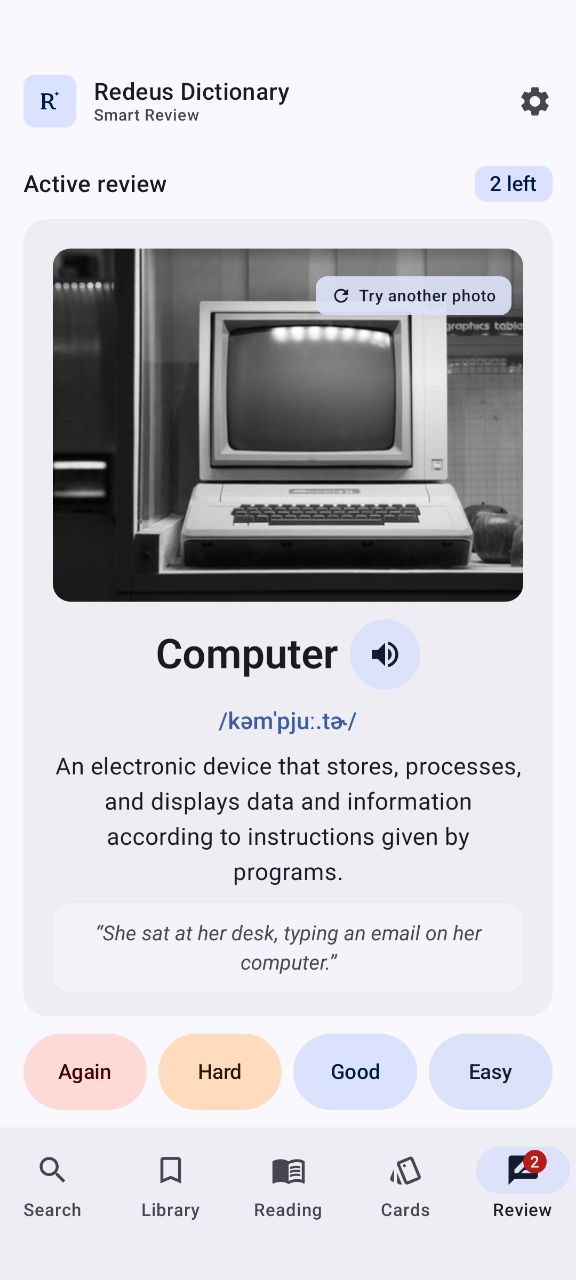 R
Redeus Dictionary
Smart Review
Active review
2 left
Try another photo
graphics table
Computer
/kəmˈpjuː.tɚ/
An electronic device that stores, processes,
and displays data and information
according to instructions given by
programs.
“She sat at her desk, typing an email on her
computer.”
Again
Hard
Good
Easy
2
Search
Library
Reading
Cards
Review